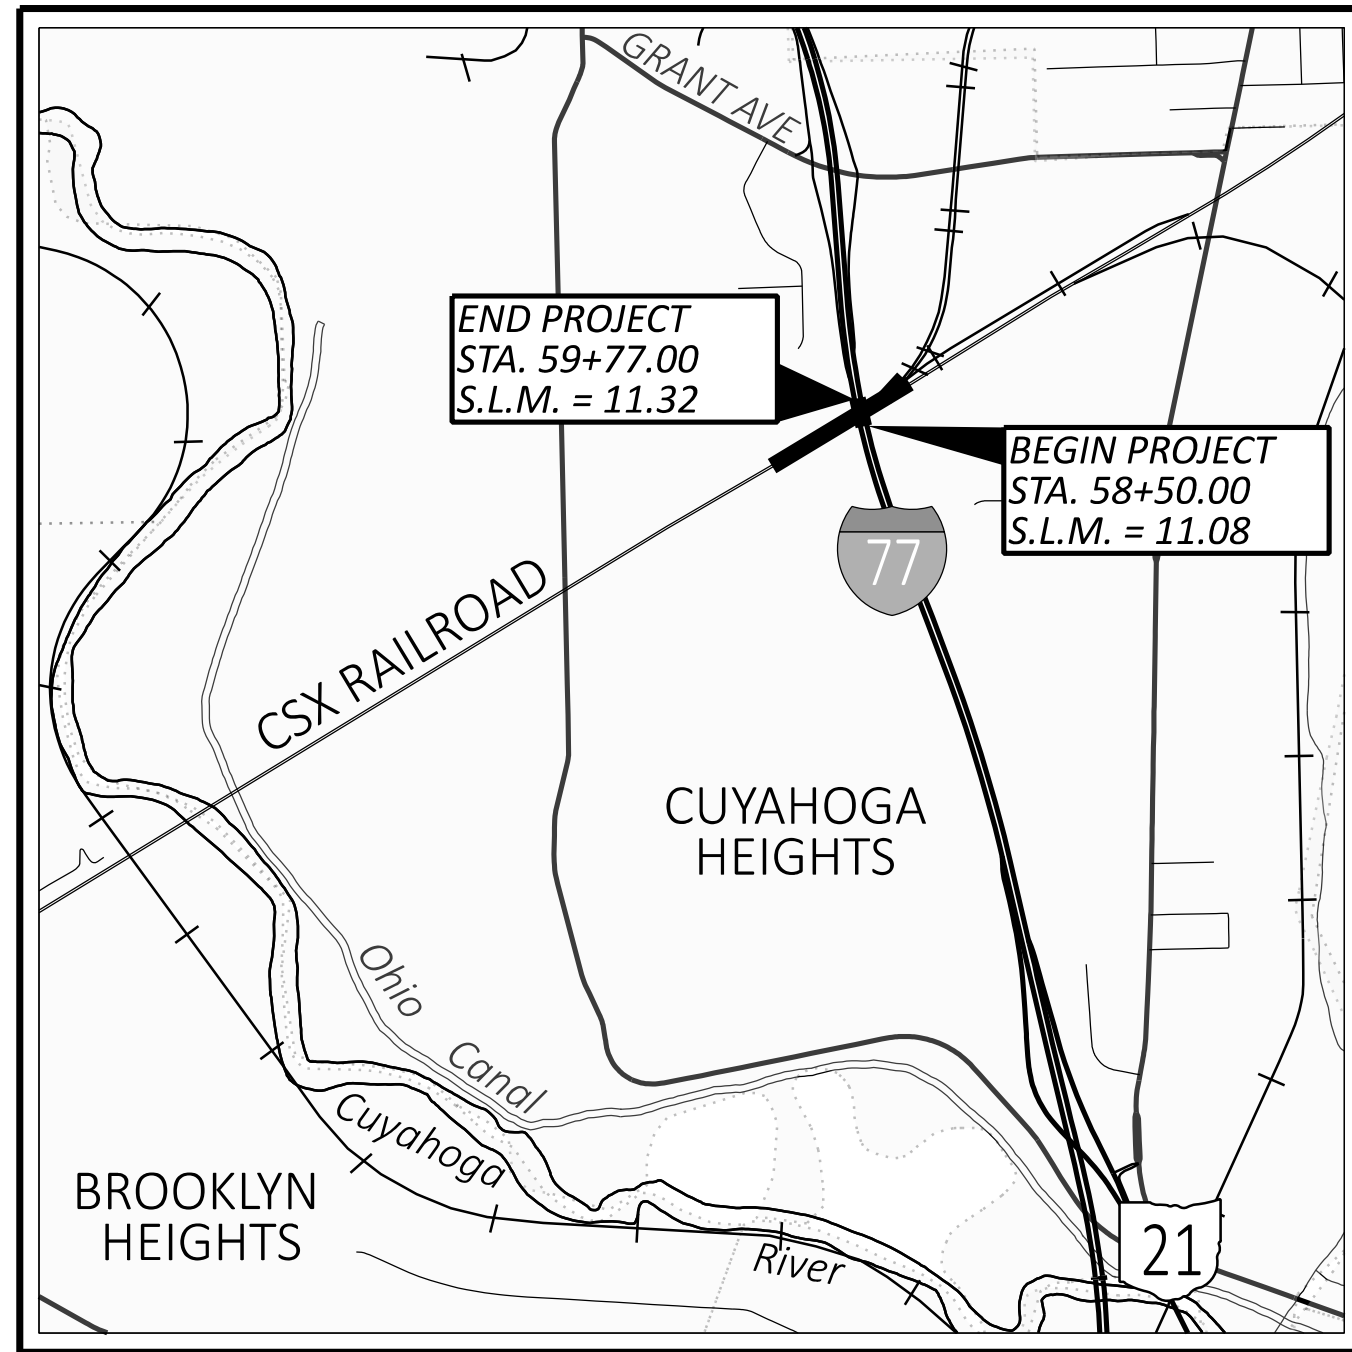 GRANT AVE
END PROJECT
STA. 59+77.00
S.L.M. = 11.32
BEGIN PROJECT
STA. 58+50.00
S.L.M. = 11.08
77
CSX RAILROAD
CUYAHOGA
HEIGHTS
Ohio
Canal
Cuyahoga
River
BROOKLYN
HEIGHTS
21